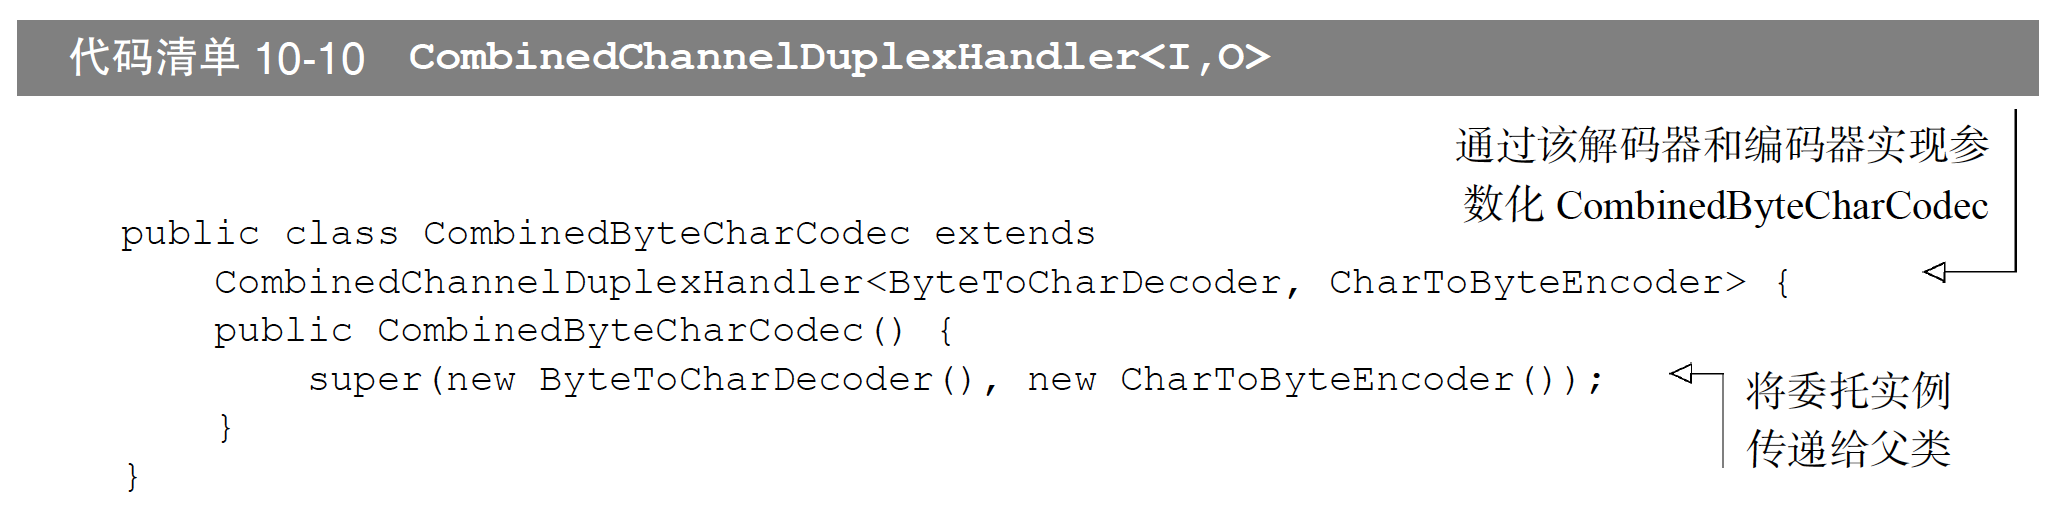 代码清单 10-10 CombinedChannelDuplexHandler<I,O>
通过该解码器和编码器实现参
数化 CombinedByteCharCodec
public class CombinedByteCharCodec extends
CombinedChannelDuplexHandler<ByteToCharDecoder, CharToByteEncoder> {
public CombinedByteCharCodec() {
super(new ByteToCharDecoder(), new CharToByteEncoder());
将委托实例
传递给父类
}
}